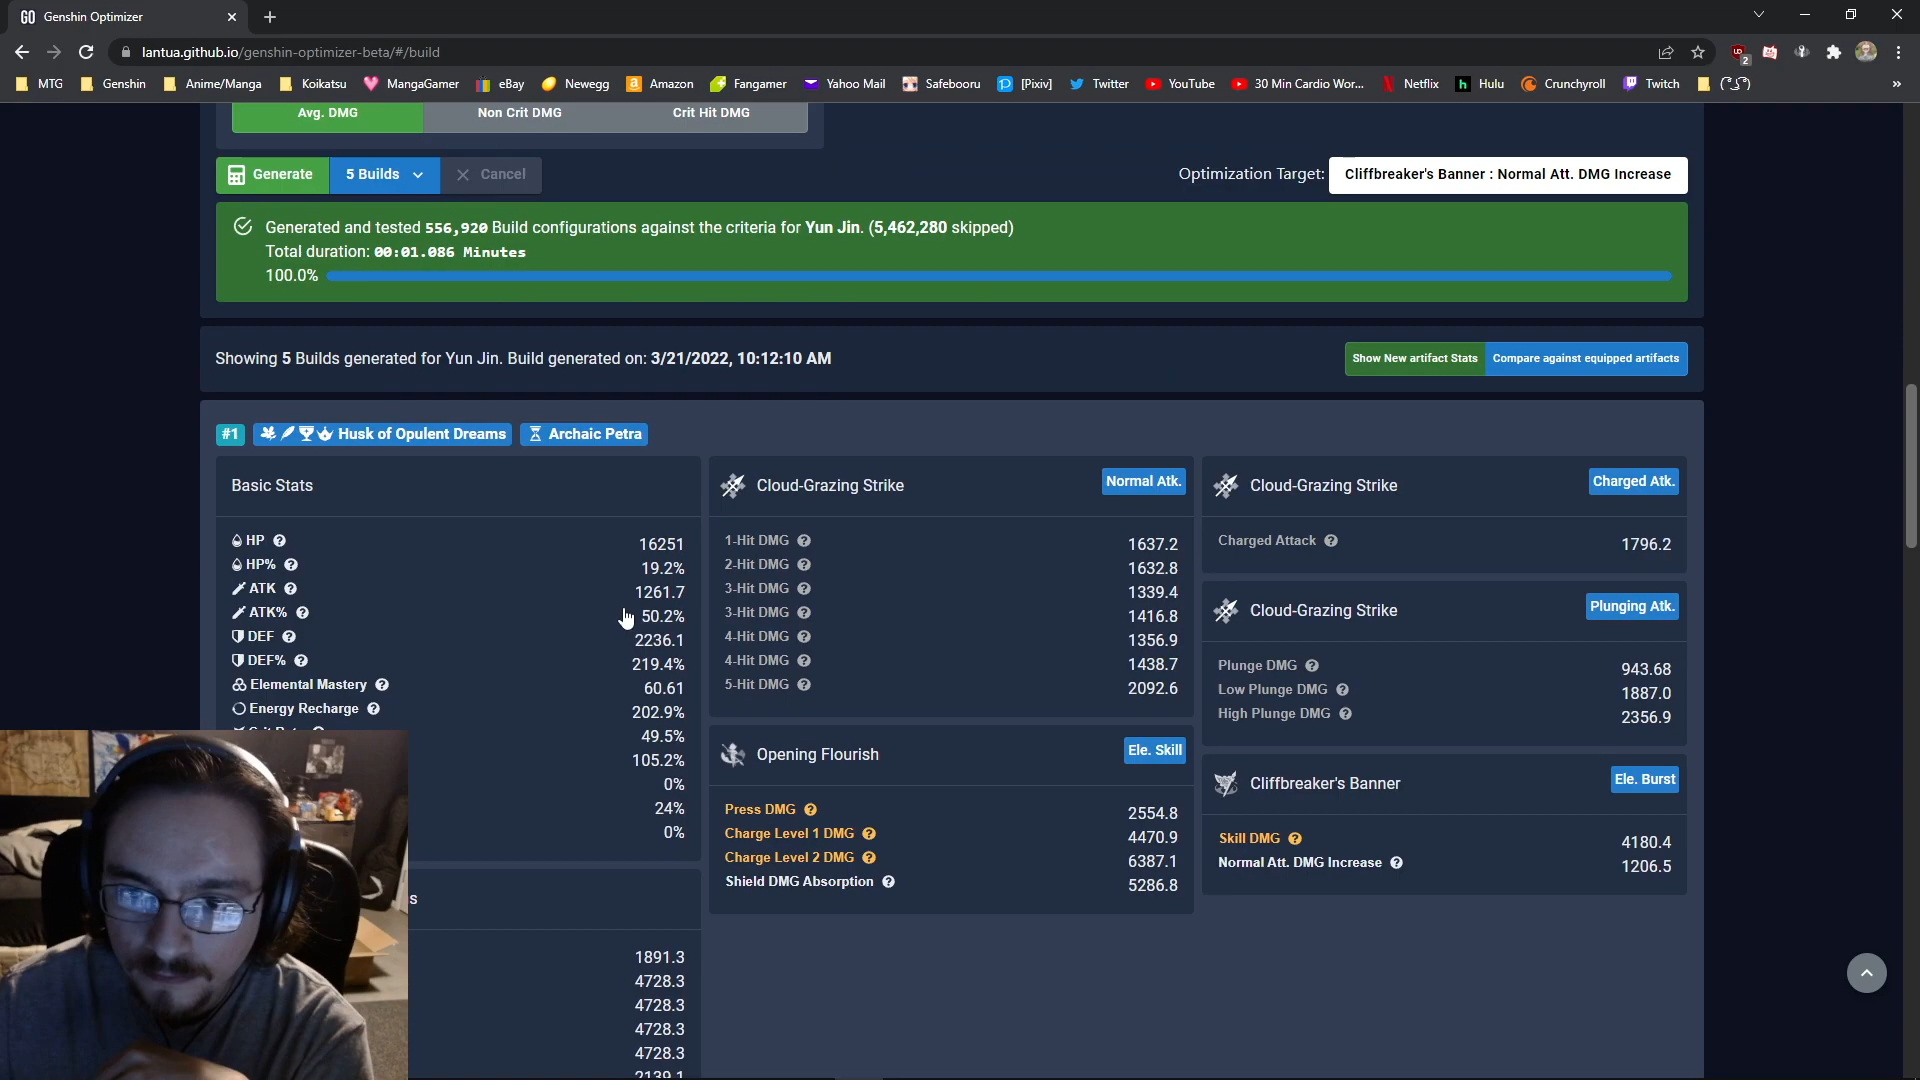 GO Genshin Optimizer
lantua.github.io/genshin-optimizer-beta/#/build
2
MTG Genshin Anime/Manga Koikatsu MangaGamer eBay Newegg Amazon Fangamer Yahoo Mail Safebooru [Pixiv] Twitter YouTube 30 Min Cardio Wor... Netflix Hulu Crunchyroll Twitch ( ͡° ͜ʖ ͡°)
Avg. DMG Non Crit DMG Crit Hit DMG
Generate 5 Builds Cancel Optimization Target: Cliffbreaker's Banner : Normal Att. DMG Increase
Generated and tested 556,920 Build configurations against the criteria for Yun Jin. (5,462,280 skipped)
Total duration: 00:01.086 Minutes
100.0%
Showing 5 Builds generated for Yun Jin. Build generated on: 3/21/2022, 10:12:10 AM
Show New artifact Stats Compare against equipped artifacts
#1 Husk of Opulent Dreams Archaic Petra
Basic Stats
HP 16251
HP% 19.2%
ATK 1261.7
ATK% 50.2%
DEF 2236.1
DEF% 219.4%
Elemental Mastery 60.61
Energy Recharge 202.9%
49.5%
105.2%
0%
24%
0%
s
1891.3
4728.3
4728.3
4728.3
4728.3
2139.1
Cloud-Grazing Strike Normal Atk.
1-Hit DMG 1637.2
2-Hit DMG 1632.8
3-Hit DMG 1339.4
3-Hit DMG 1416.8
4-Hit DMG 1356.9
4-Hit DMG 1438.7
5-Hit DMG 2092.6
Opening Flourish Ele. Skill
Press DMG 2554.8
Charge Level 1 DMG 4470.9
Charge Level 2 DMG 6387.1
Shield DMG Absorption 5286.8
Cloud-Grazing Strike Charged Atk.
Charged Attack 1796.2
Cloud-Grazing Strike Plunging Atk.
Plunge DMG 943.68
Low Plunge DMG 1887.0
High Plunge DMG 2356.9
Cliffbreaker's Banner Ele. Burst
Skill DMG 4180.4
Normal Att. DMG Increase 1206.5